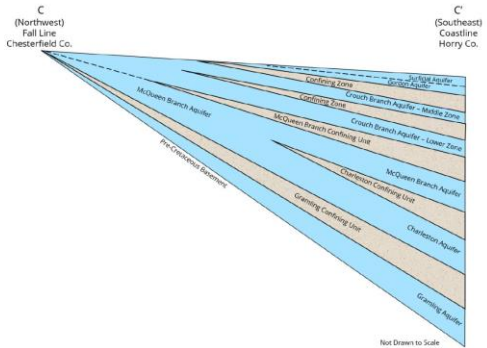 C
(Northwest)
Fall Line
Chesterfield Co.
C'
(Southeast)
Coastline
Horry Co.
Surficial Aquifer
Gordon Aquifer
Confining Zone
Crouch Branch Aquifer – Middle Zone
Confining Zone
Crouch Branch Aquifer – Lower Zone
McQueen Branch Confining Unit
McQueen Branch Aquifer
McQueen Branch Aquifer
Charleston Confining Unit
Charleston Aquifer
Pre-Cretaceous Basement
Gramling Confining Unit
Gramling Aquifer
Not Drawn to Scale